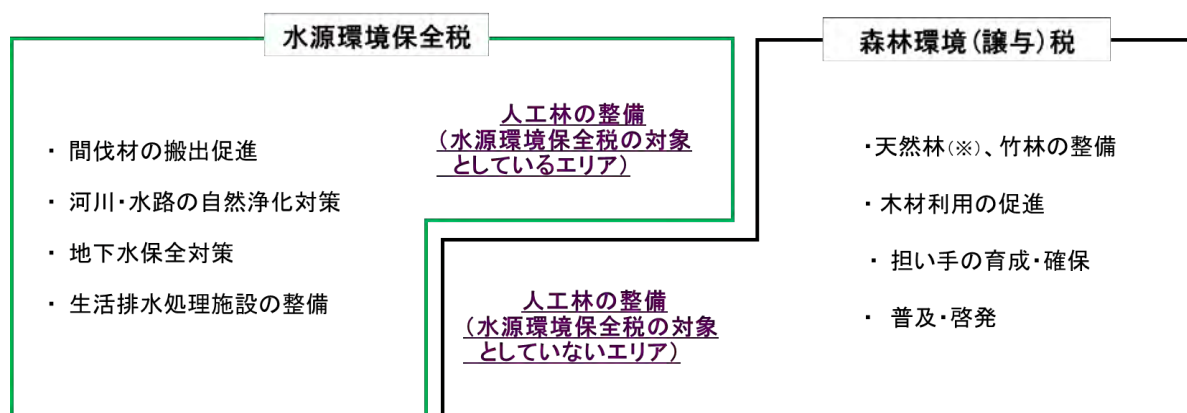 水源環境保全税
・ 間伐材の搬出促進
・ 河川・水路の自然浄化対策
・ 地下水保全対策
・ 生活排水処理施設の整備
人工林の整備
(水源環境保全税の対象
としているエリア)
人工林の整備
(水源環境保全税の対象
としていないエリア)
森林環境(譲与)税
・天然林(※)、竹林の整備
・木材利用の促進
・ 担い手の育成・確保
・ 普及・啓発